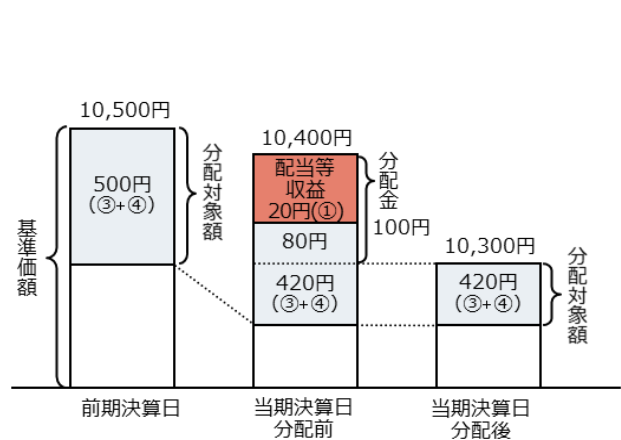 10,500円
500円
(③+④)
分配対象額
基準価額
前期決算日
10,400円
配当等
収益
20円(①)
80円
420円
(③+④)
分配金
100円
当期決算日
分配前
10,300円
420円
(③+④)
分配対象額
当期決算日
分配後